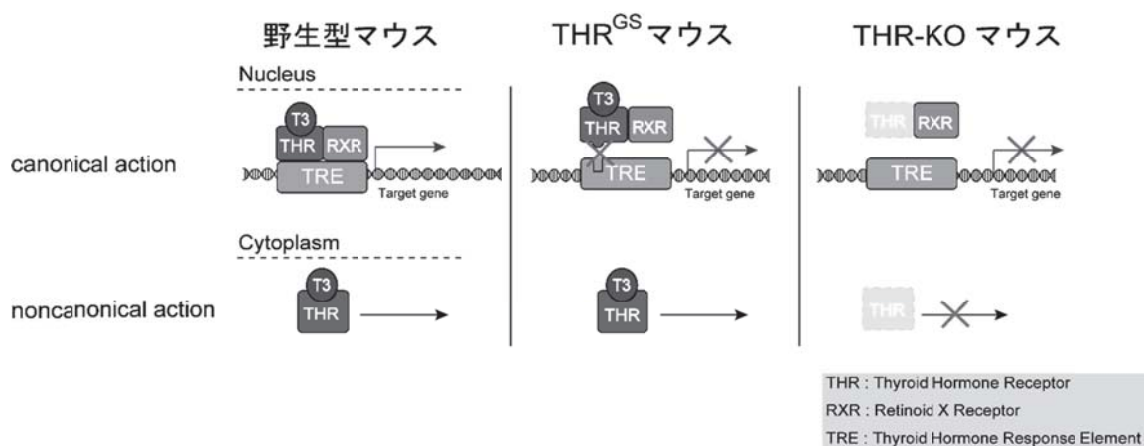 野生型マウス
THR^GS マウス
THR-KO マウス
Nucleus
canonical action
T3
THR
RXR
TRE
Target gene
T3
THR
RXR
TRE
Target gene
THR
RXR
TRE
Target gene
Cytoplasm
noncanonical action
T3
THR
T3
THR
THR
THR : Thyroid Hormone Receptor
RXR : Retinoid X Receptor
TRE : Thyroid Hormone Response Element